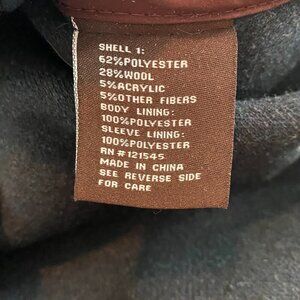 SHELL 1:
62%POLYESTER
28%WOOL
5%ACRYLIC
5%OTHER FIBERS
BODY LINING:
100%POLYESTER
SLEEVE LINING:
100%POLYESTER
RN #121545
MADE IN CHINA
SEE REVERSE SIDE
FOR CARE